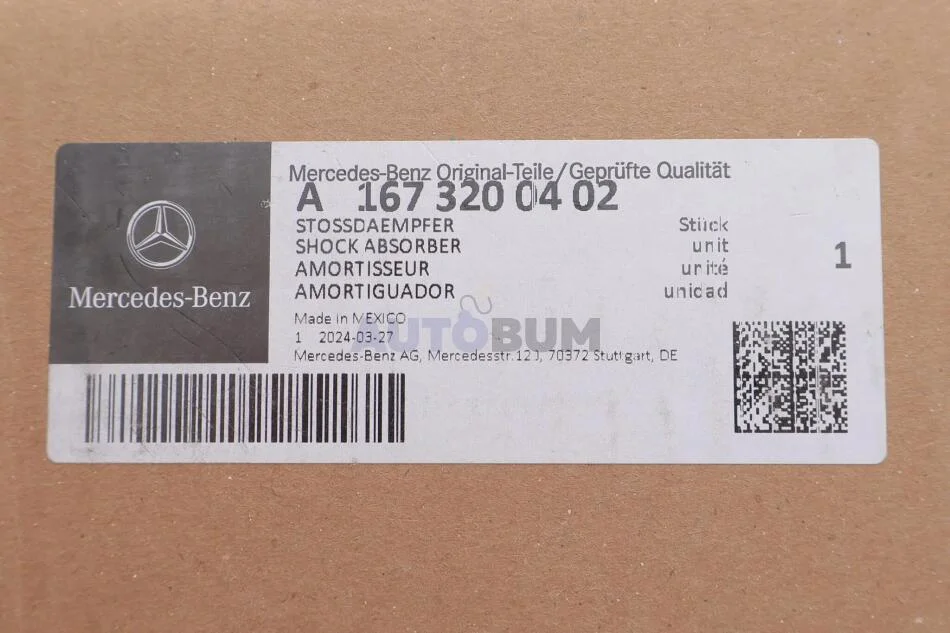 Mercedes-Benz Original-Teile/Geprüfte Qualität
A 167 320 04 02
STOSSDAEMPFER Stück
SHOCK ABSORBER unit
AMORTISSEUR unité
AMORTIGUADOR unidad
1
Mercedes-Benz
Made in MEXICO
1 2024-03-27
Mercedes-Benz AG, Mercedesstr.120, 70372 Stuttgart, DE
AUTOBUM